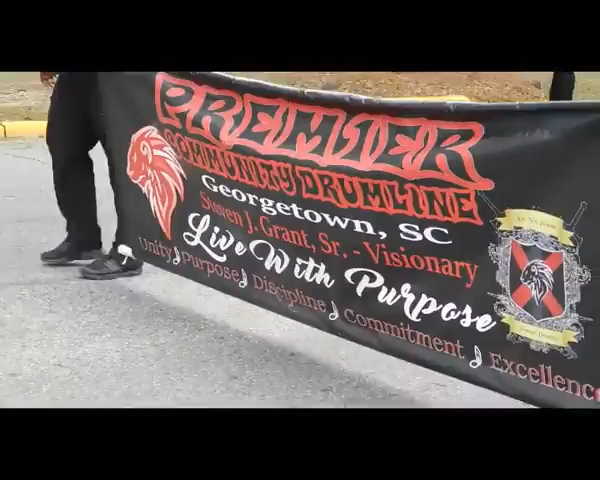 PREMIER
COMMUNITY DRUMLINE
Georgetown, SC
Steven J. Grant, Sr. - Visionary
Live With Purpose
Unity Purpose Discipline Commitment Excellence